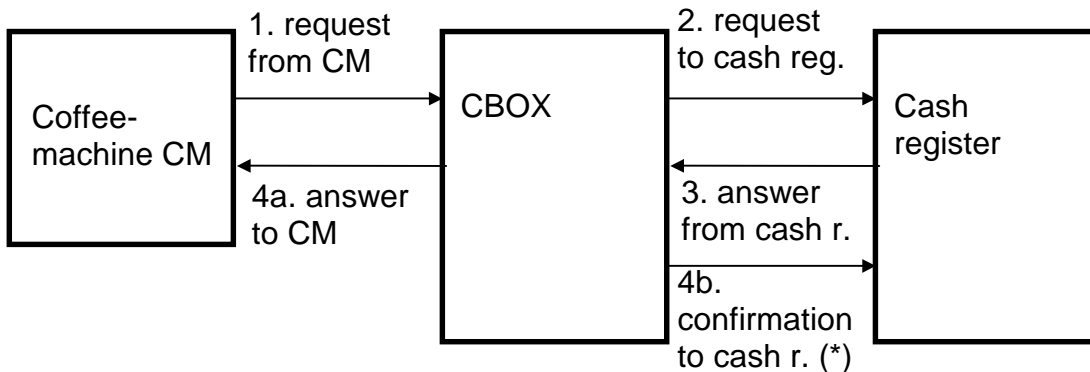 1. request
from CM
2. request
to cash reg.
Coffee-
machine CM
CBOX
Cash
register
4a. answer
to CM
3. answer
from cash r.
4b.
confirmation
to cash r. (*)